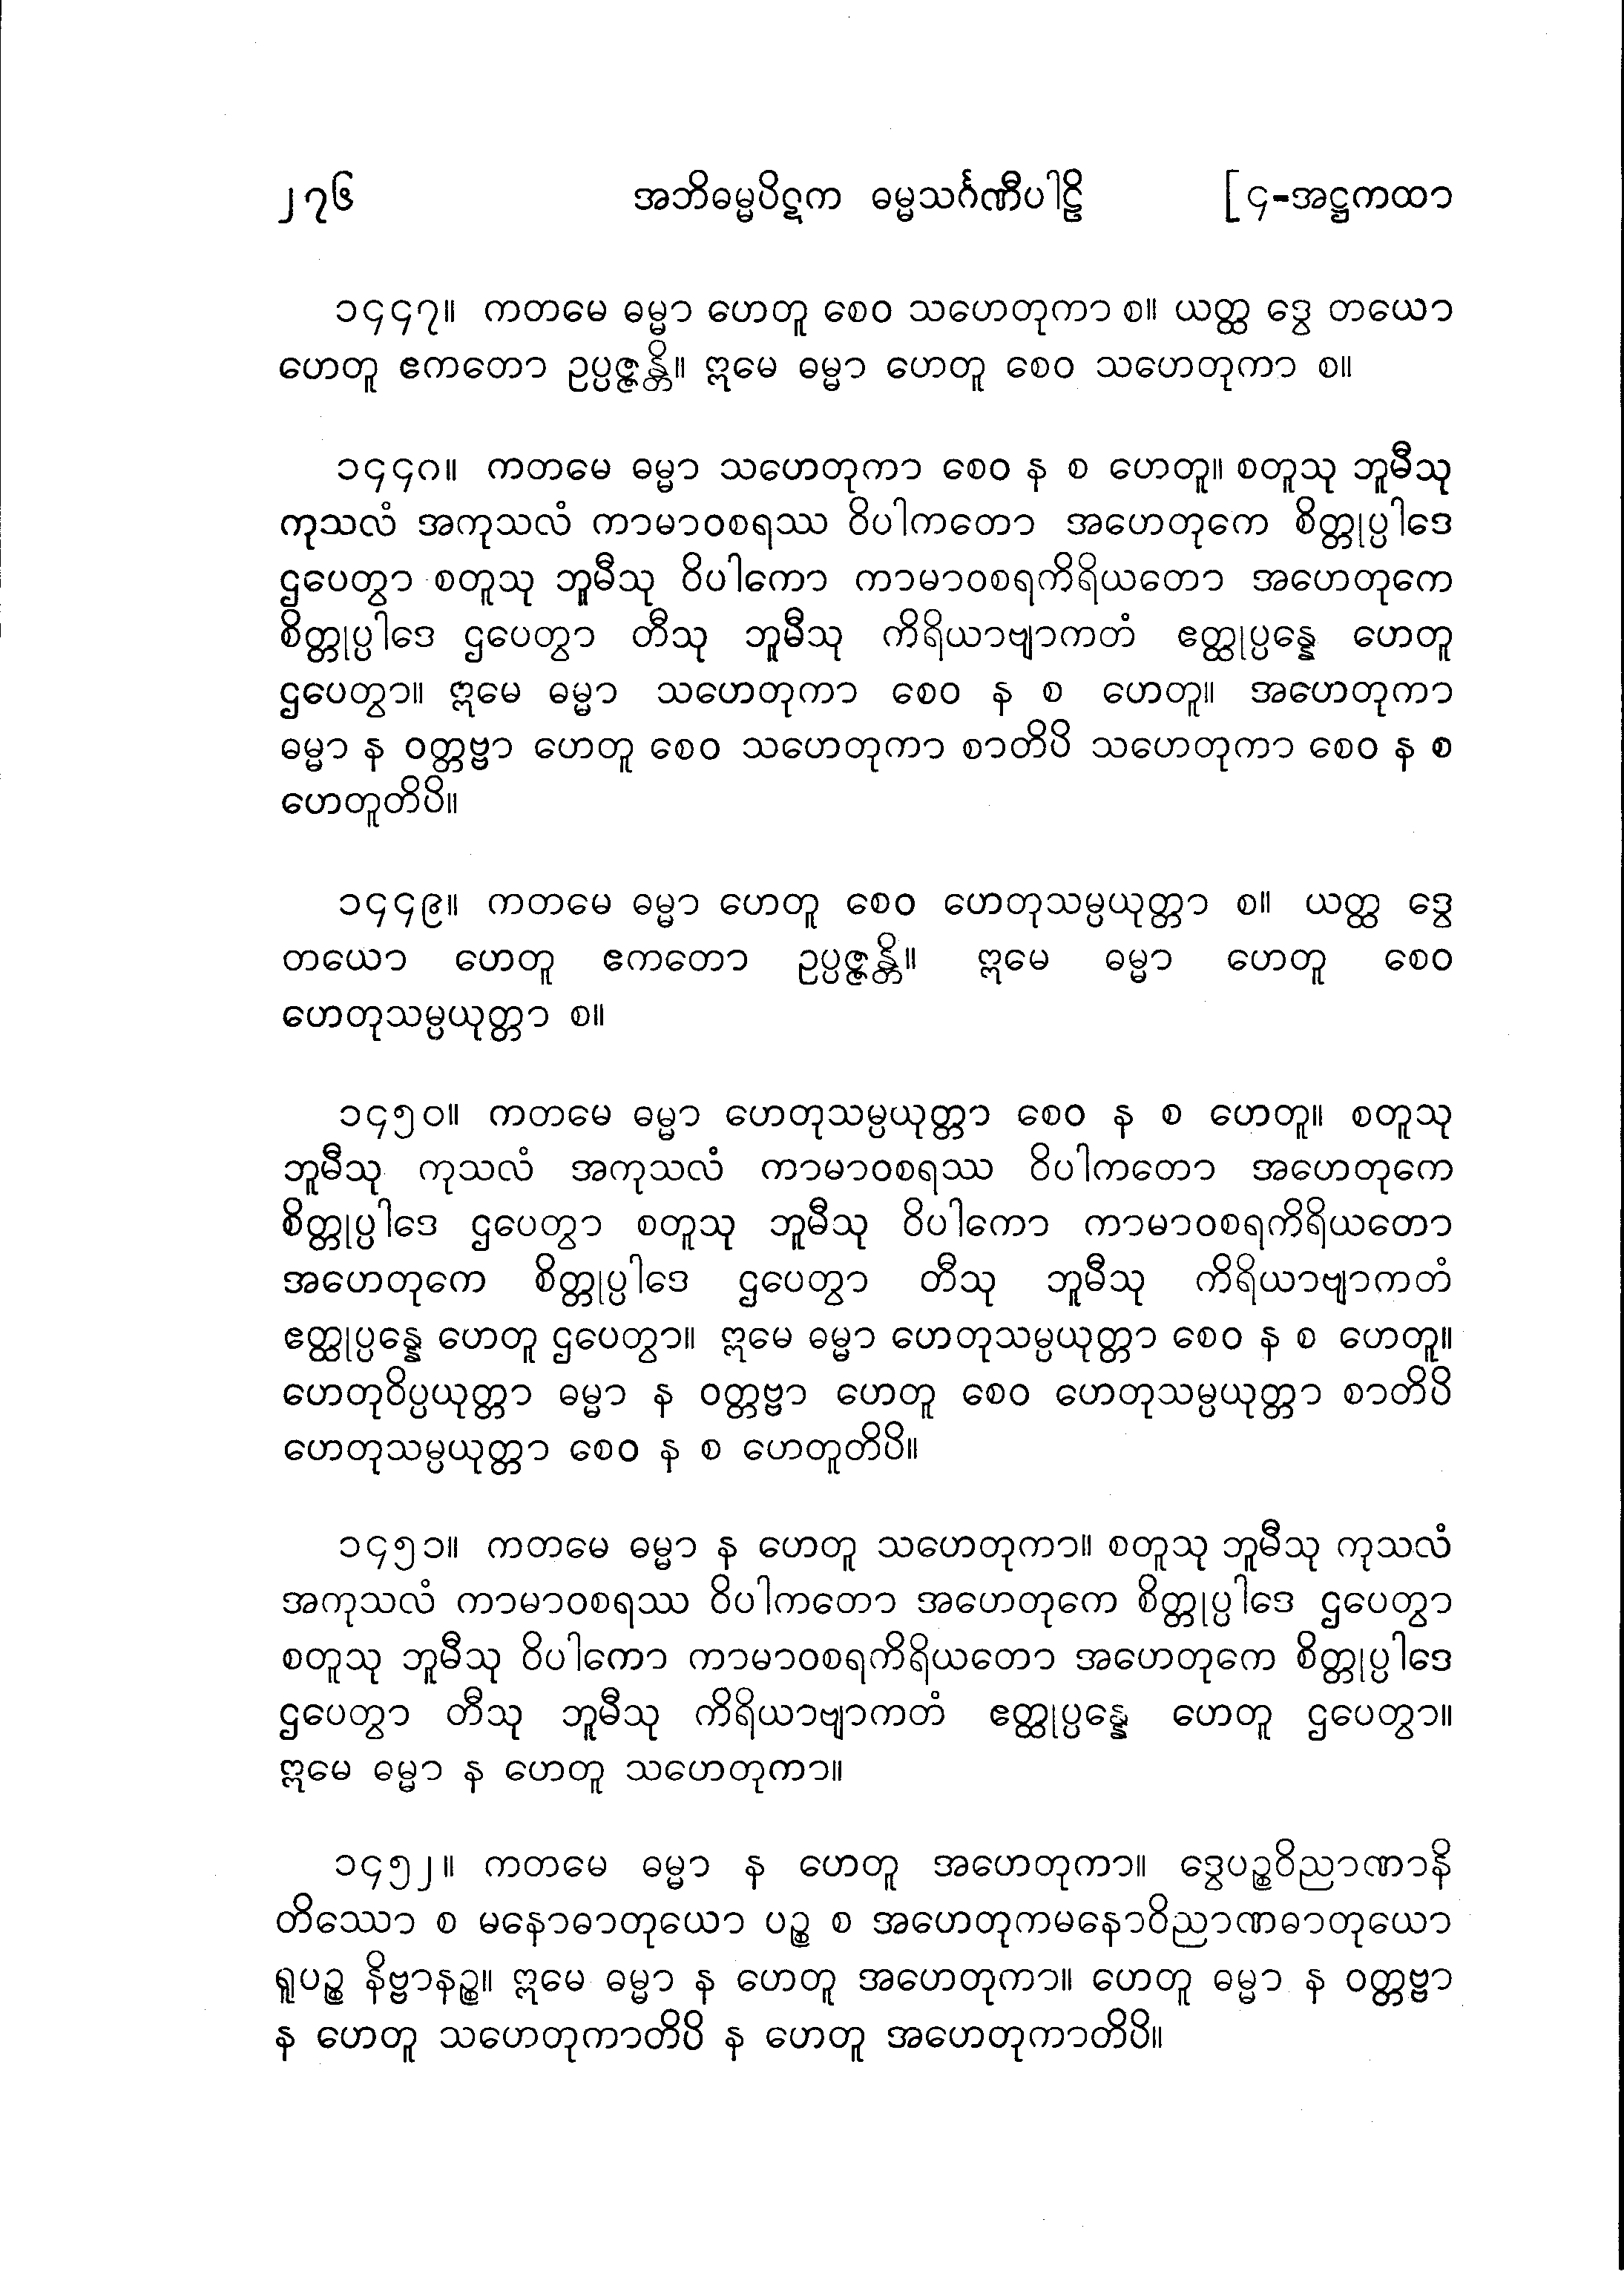 ၂၇၆ အဘိဓမ္မပိဋက ဓမ္မသင်္ဂဏီပါဠိ [ ၄-အဋ္ဌကထာ
၁၄၄၇။ ကတမေ ဓမ္မာ ဟေတူ စေဝ သဟေတုကာ စ။ ယတ္ထ ဒွေ တယော
ဟေတူ ဧကတော ဥပ္ပဇ္ဇန္တိ။ ဣမေ ဓမ္မာ ဟေတူ စေဝ သဟေတုကာ စ။
၁၄၄၈။ ကတမေ ဓမ္မာ သဟေတုကာ စေဝ န စ ဟေတူ။ စတူသု ဘူမီသု
ကုသလံ အကုသလံ ကာမာဝစရဿ ဝိပါကတော အဟေတုကေ စိတ္တုပ္ပါဒေ
ဌပေတွာ စတူသု ဘူမီသု ဝိပါကော ကာမာဝစရကိရိယတော အဟေတုကေ
စိတ္တုပ္ပါဒေ ဌပေတွာ တီသု ဘူမီသု ကိရိယာဗျာကတံ ဧတ္ထုပ္ပန္နေ ဟေတူ
ဌပေတွာ။ ဣမေ ဓမ္မာ သဟေတုကာ စေဝ န စ ဟေတူ။ အဟေတုကာ
ဓမ္မာ န ဝတ္တဗ္ဗာ ဟေတူ စေဝ သဟေတုကာ စာတိပိ သဟေတုကာ စေဝ န စ
ဟေတူတိပိ။
၁၄၄၉။ ကတမေ ဓမ္မာ ဟေတူ စေဝ ဟေတုသမ္ပယုတ္တာ စ။ ယတ္ထ ဒွေ
တယော ဟေတူ ဧကတော ဥပ္ပဇ္ဇန္တိ။ ဣမေ ဓမ္မာ ဟေတူ စေဝ
ဟေတုသမ္ပယုတ္တာ စ။
၁၄၅၀။ ကတမေ ဓမ္မာ ဟေတုသမ္ပယုတ္တာ စေဝ န စ ဟေတူ။ စတူသု
ဘူမီသု ကုသလံ အကုသလံ ကာမာဝစရဿ ဝိပါကတော အဟေတုကေ
စိတ္တုပ္ပါဒေ ဌပေတွာ စတူသု ဘူမီသု ဝိပါကော ကာမာဝစရကိရိယတော
အဟေတုကေ စိတ္တုပ္ပါဒေ ဌပေတွာ တီသု ဘူမီသု ကိရိယာဗျာကတံ
ဧတ္ထုပ္ပန္နေ ဟေတူ ဌပေတွာ။ ဣမေ ဓမ္မာ ဟေတုသမ္ပယုတ္တာ စေဝ န စ ဟေတူ။
ဟေတုဝိပ္ပယုတ္တာ ဓမ္မာ န ဝတ္တဗ္ဗာ ဟေတူ စေဝ ဟေတုသမ္ပယုတ္တာ စာတိပိ
ဟေတုသမ္ပယုတ္တာ စေဝ န စ ဟေတူတိပိ။
၁၄၅၁။ ကတမေ ဓမ္မာ န ဟေတူ သဟေတုကာ။ စတူသု ဘူမီသု ကုသလံ
အကုသလံ ကာမာဝစရဿ ဝိပါကတော အဟေတုကေ စိတ္တုပ္ပါဒေ ဌပေတွာ
စတူသု ဘူမီသု ဝိပါကော ကာမာဝစရကိရိယတော အဟေတုကေ စိတ္တုပ္ပါဒေ
ဌပေတွာ တီသု ဘူမီသု ကိရိယာဗျာကတံ ဧတ္ထုပ္ပန္နေ ဟေတူ ဌပေတွာ။
ဣမေ ဓမ္မာ န ဟေတူ သဟေတုကာ။
၁၄၅၂။ ကတမေ ဓမ္မာ န ဟေတူ အဟေတုကာ။ ဒွေပဉ္စဝိညာဏာနိ
တိဿော စ မနောဓာတုယော ပဉ္စ စ အဟေတုကမနောဝိညာဏဓာတုယော
ရူပဉ္စ နိဗ္ဗာနဉ္စ။ ဣမေ ဓမ္မာ န ဟေတူ အဟေတုကာ။ ဟေတူ ဓမ္မာ န ဝတ္တဗ္ဗာ
န ဟေတူ သဟေတုကာတိပိ န ဟေတူ အဟေတုကာတိပိ။